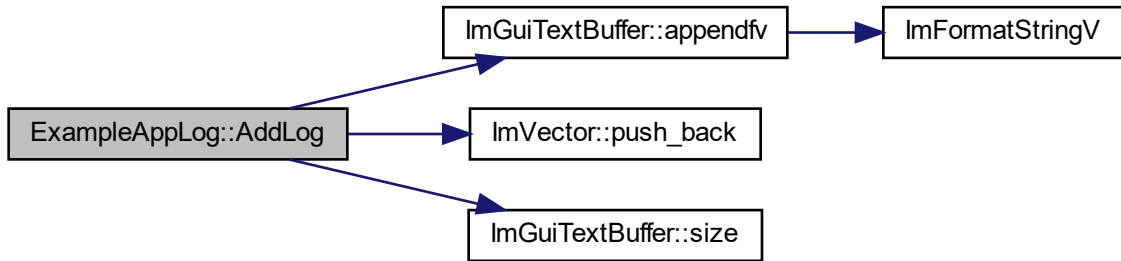 ImGuiTextBuffer::appendfv
ImFormatStringV
ExampleAppLog::AddLog
ImVector::push_back
ImGuiTextBuffer::size